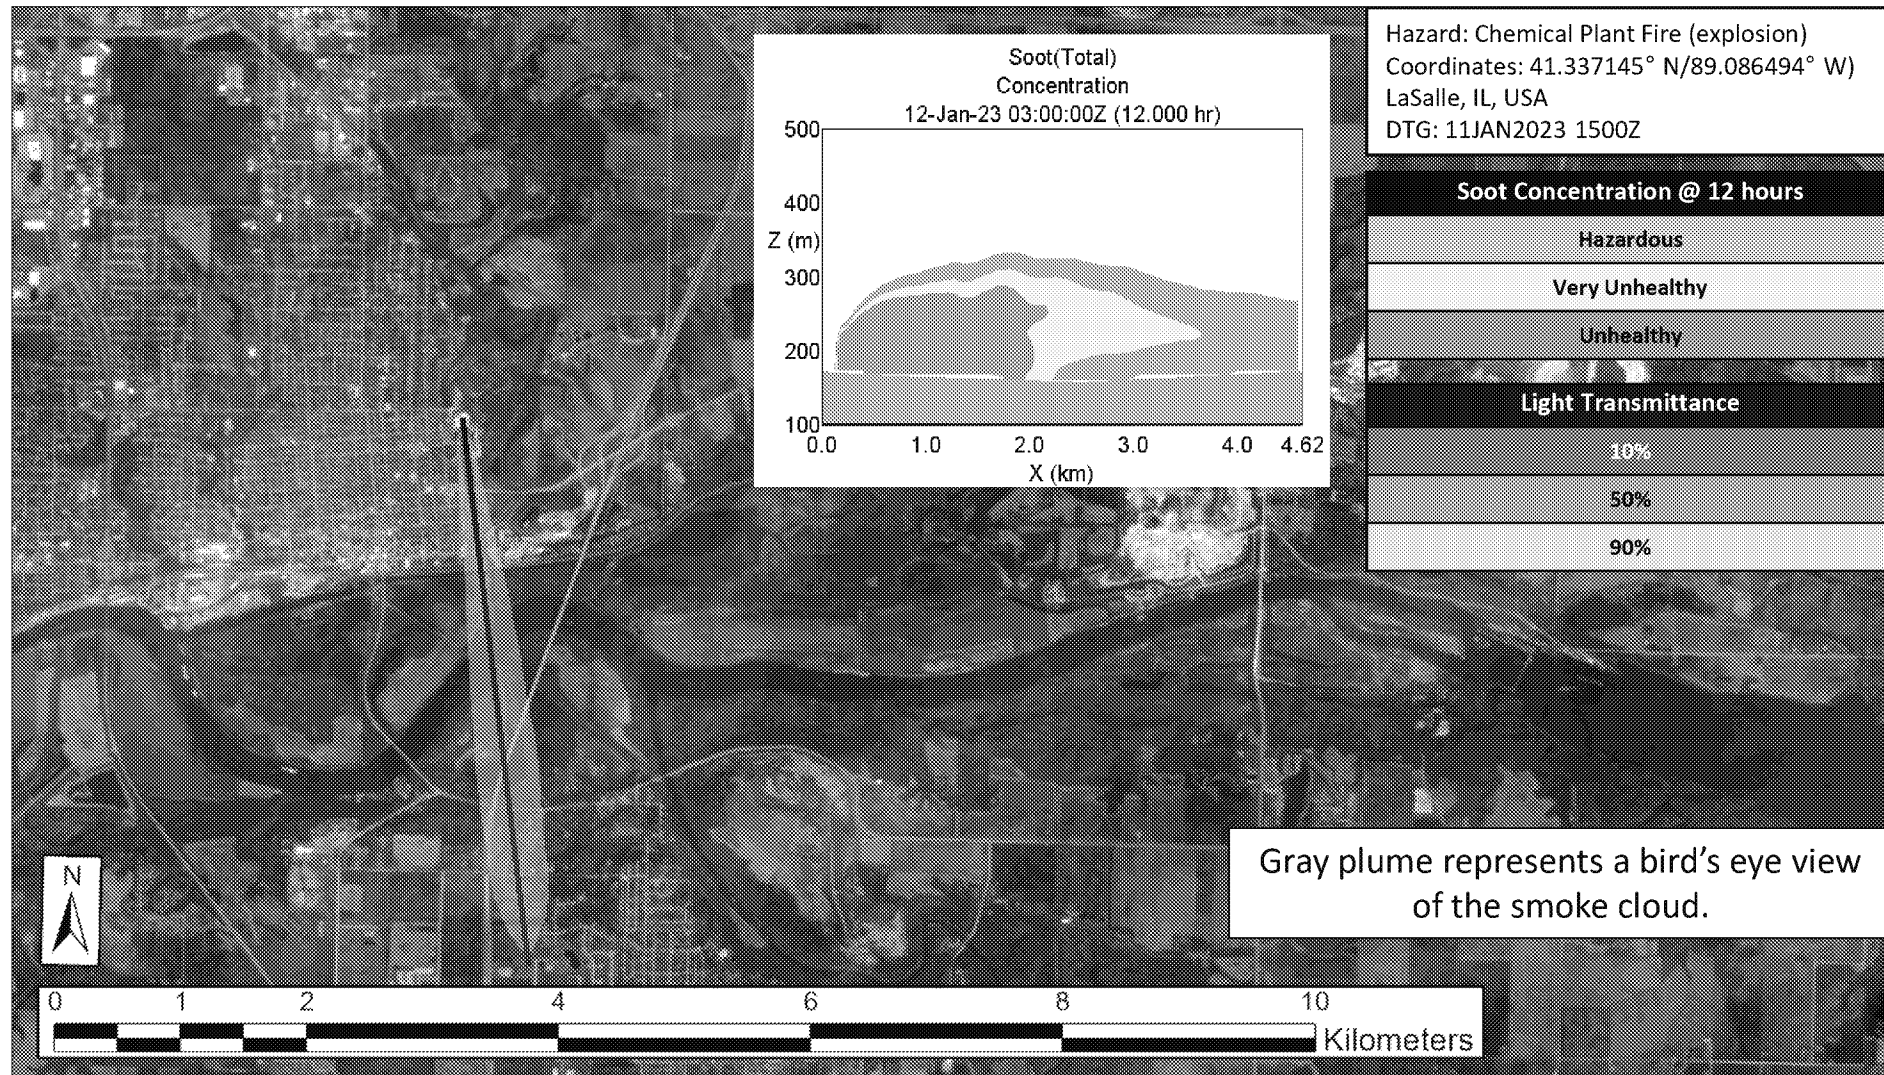 Hazard: Chemical Plant Fire (explosion)
Coordinates: 41.337145° N/89.086494° W)
LaSalle, IL, USA
DTG: 11JAN2023 1500Z
Soot(Total)
Concentration
12-Jan-23 03:00:00Z (12.000 hr)
500
400
Z (m)
300
200
100
0.0 1.0 2.0 3.0 4.0 4.62
X (km)
Soot Concentration @ 12 hours
Hazardous
Very Unhealthy
Unhealthy
Light Transmittance
10%
50%
90%
Gray plume represents a bird's eye view
of the smoke cloud.
N
0 1 2 4 6 8 10
Kilometers